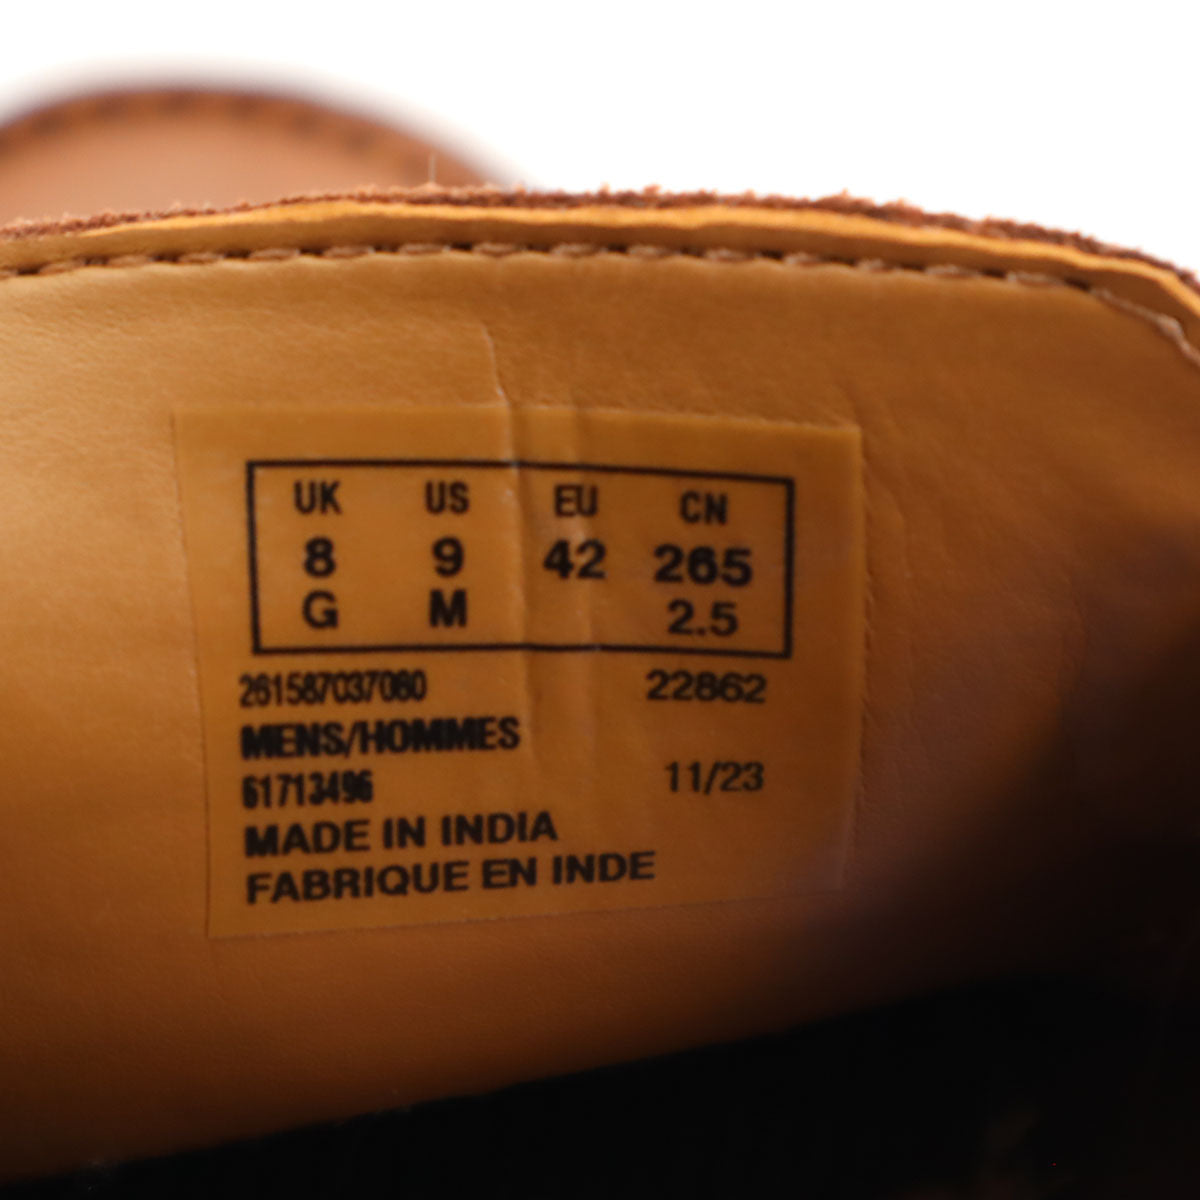 UK US EU CN
8 9 42 265
G M 2.5
261587037080 22862
MENS/HOMMES
61713496 11/23
MADE IN INDIA
FABRIQUE EN INDE